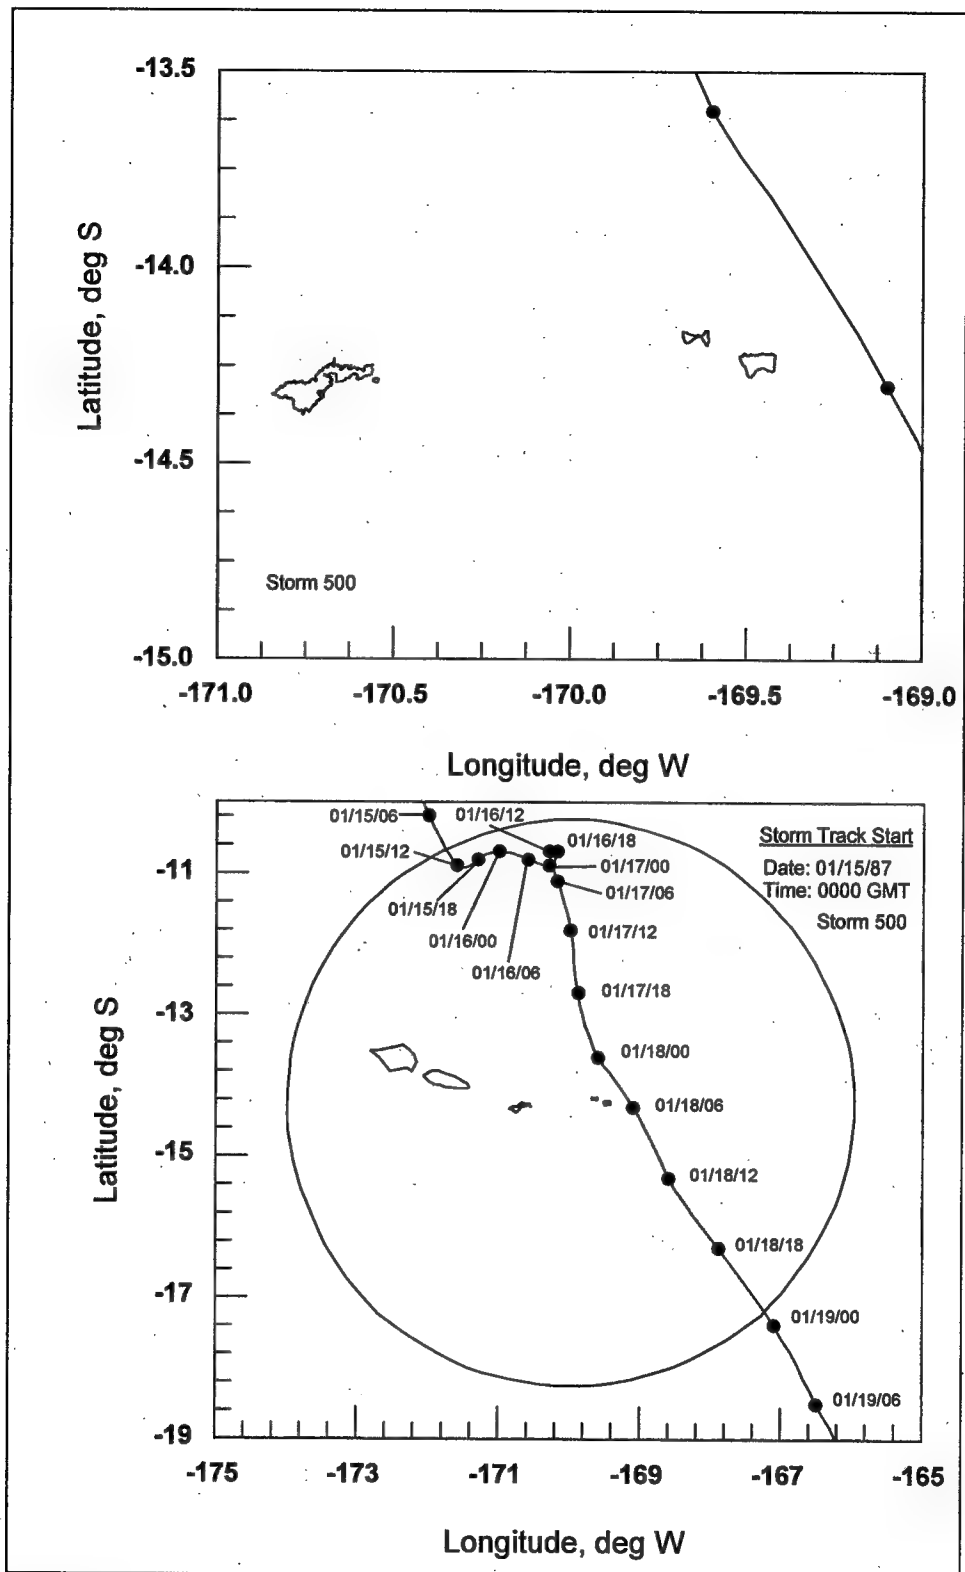 -13.5
-14.0
-14.5
-15.0
Latitude, deg S
Storm 500
-171.0 -170.5 -170.0 -169.5 -169.0
Longitude, deg W
01/15/06
01/16/12
01/16/18
Storm Track Start
01/15/12
01/17/00
Date: 01/15/87
01/17/06
Time: 0000 GMT
01/15/18
Storm 500
01/16/00
01/17/12
01/16/06
01/17/18
01/18/00
01/18/06
01/18/12
01/18/18
01/19/00
01/19/06
-11
-13
-15
-17
-19
Latitude, deg S
-175 -173 -171 -169 -167 -165
Longitude, deg W